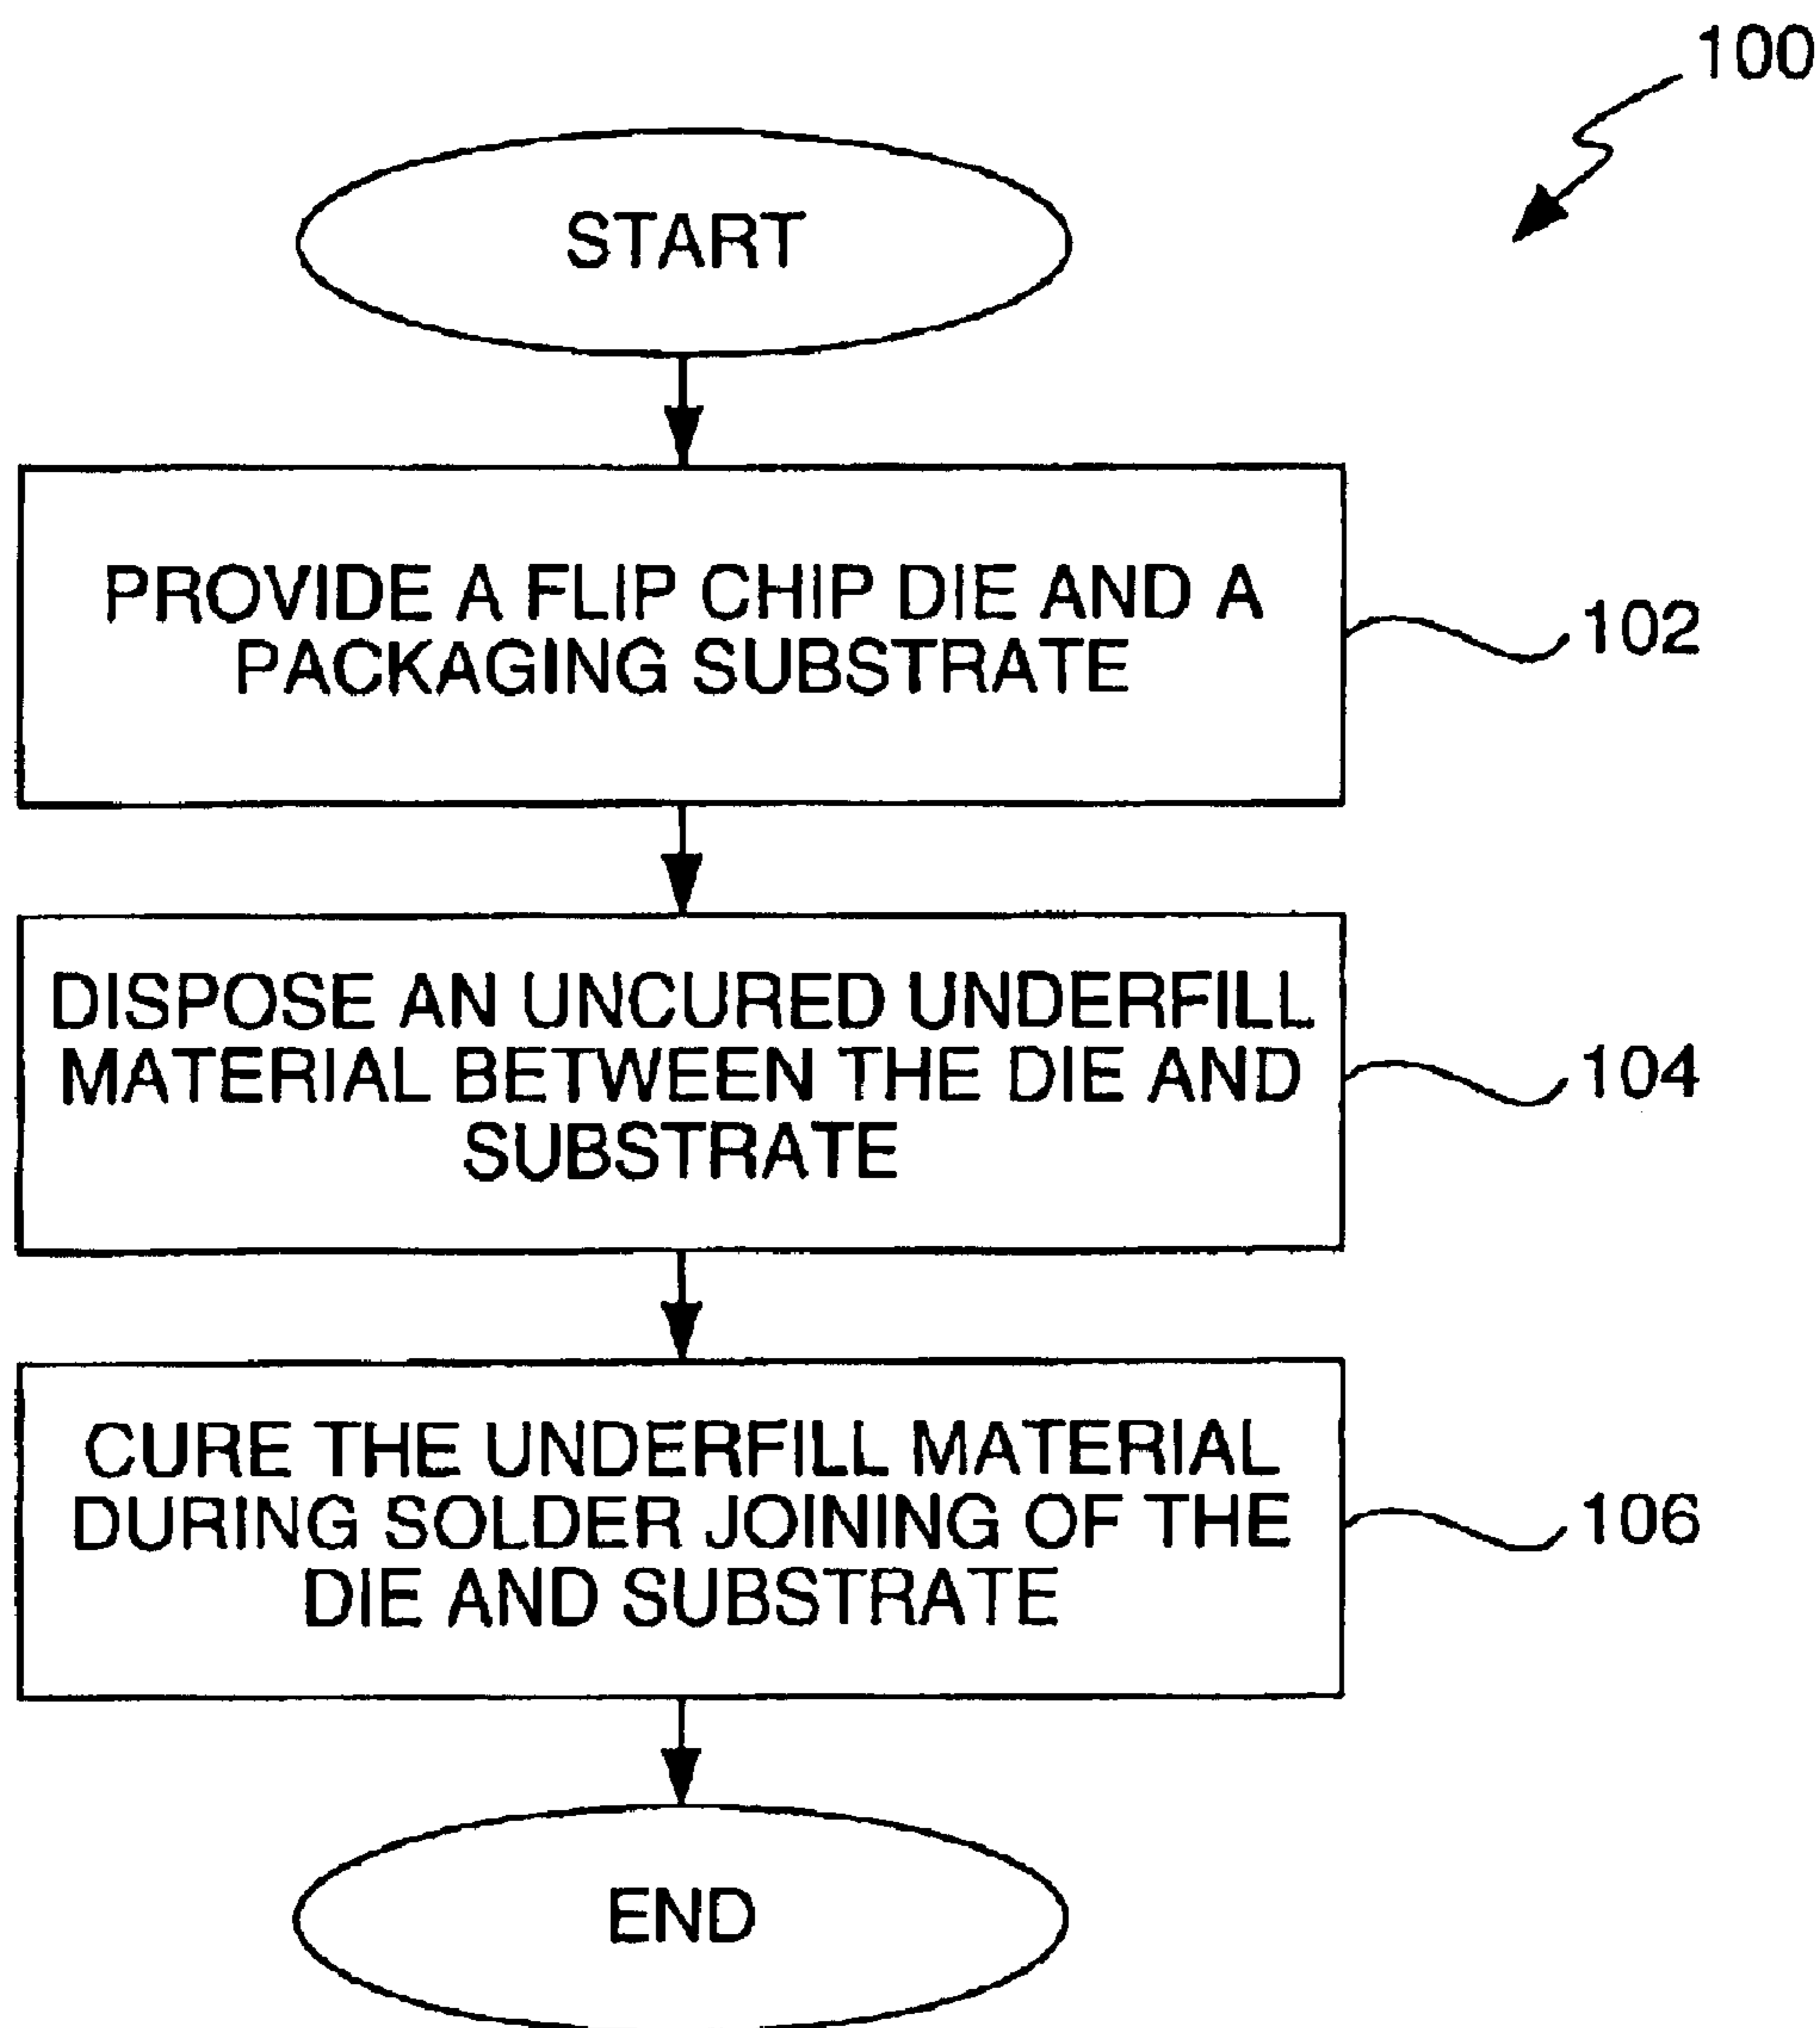 100
START
PROVIDE A FLIP CHIP DIE AND A
PACKAGING SUBSTRATE
102
DISPOSE AN UNCURED UNDERFILL
MATERIAL BETWEEN THE DIE AND
SUBSTRATE
104
CURE THE UNDERFILL MATERIAL
DURING SOLDER JOINING OF THE
DIE AND SUBSTRATE
106
END